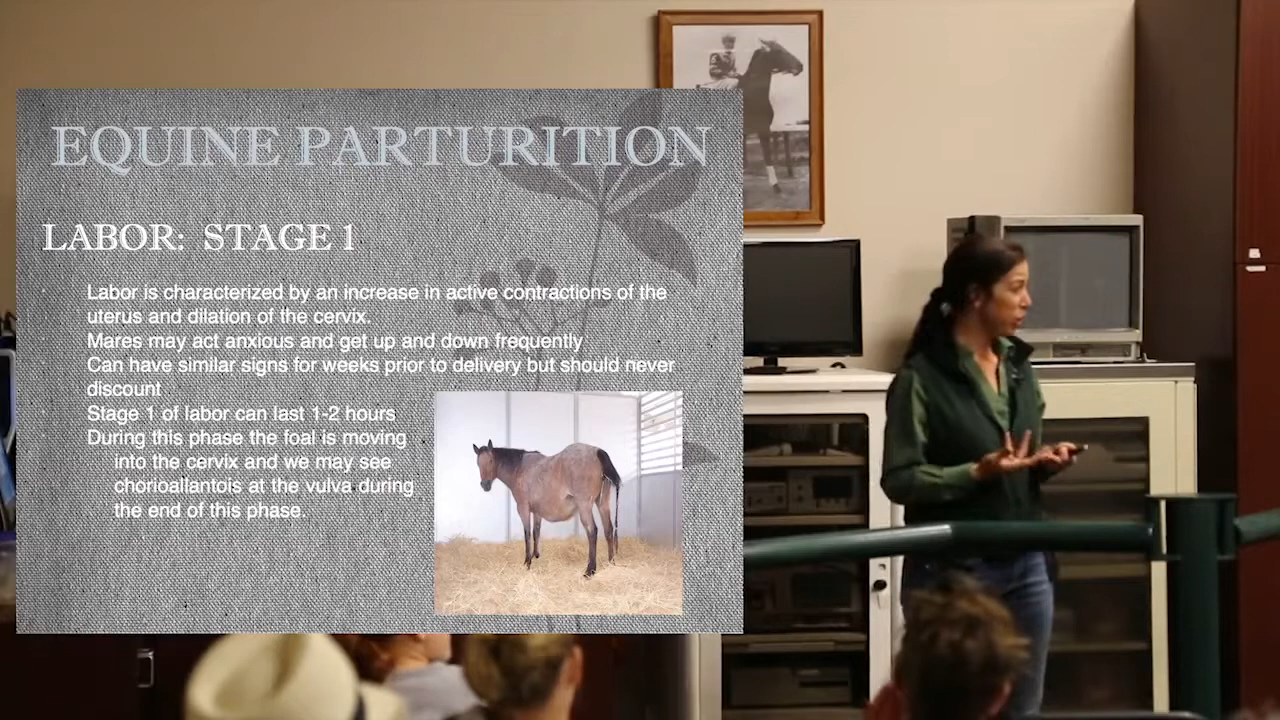 EQUINE PARTURITION
LABOR: STAGE 1
Labor is characterized by an increase in active contractions of the
uterus and dilation of the cervix.
Mares may act anxious and get up and down frequently
Can have similar signs for weeks prior to delivery but should never
discount
Stage 1 of labor can last 1-2 hours
During this phase the foal is moving
into the cervix and we may see
chorioallantois at the vulva during
the end of this phase.